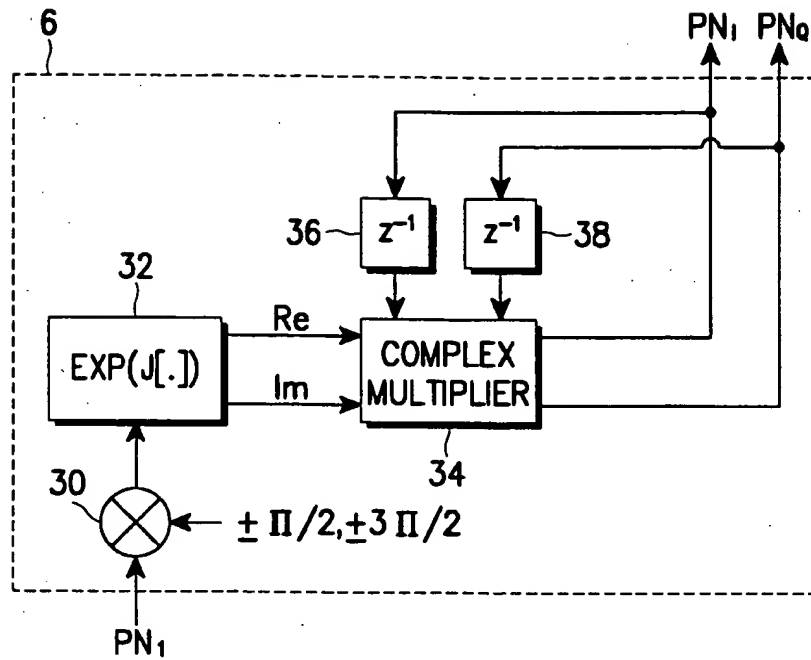 6
PNI PNQ
36 z⁻¹ z⁻¹ 38
32
EXP(J[.])
Re
Im
COMPLEX
MULTIPLIER
34
30
± Π/2,±3 Π/2
PN₁